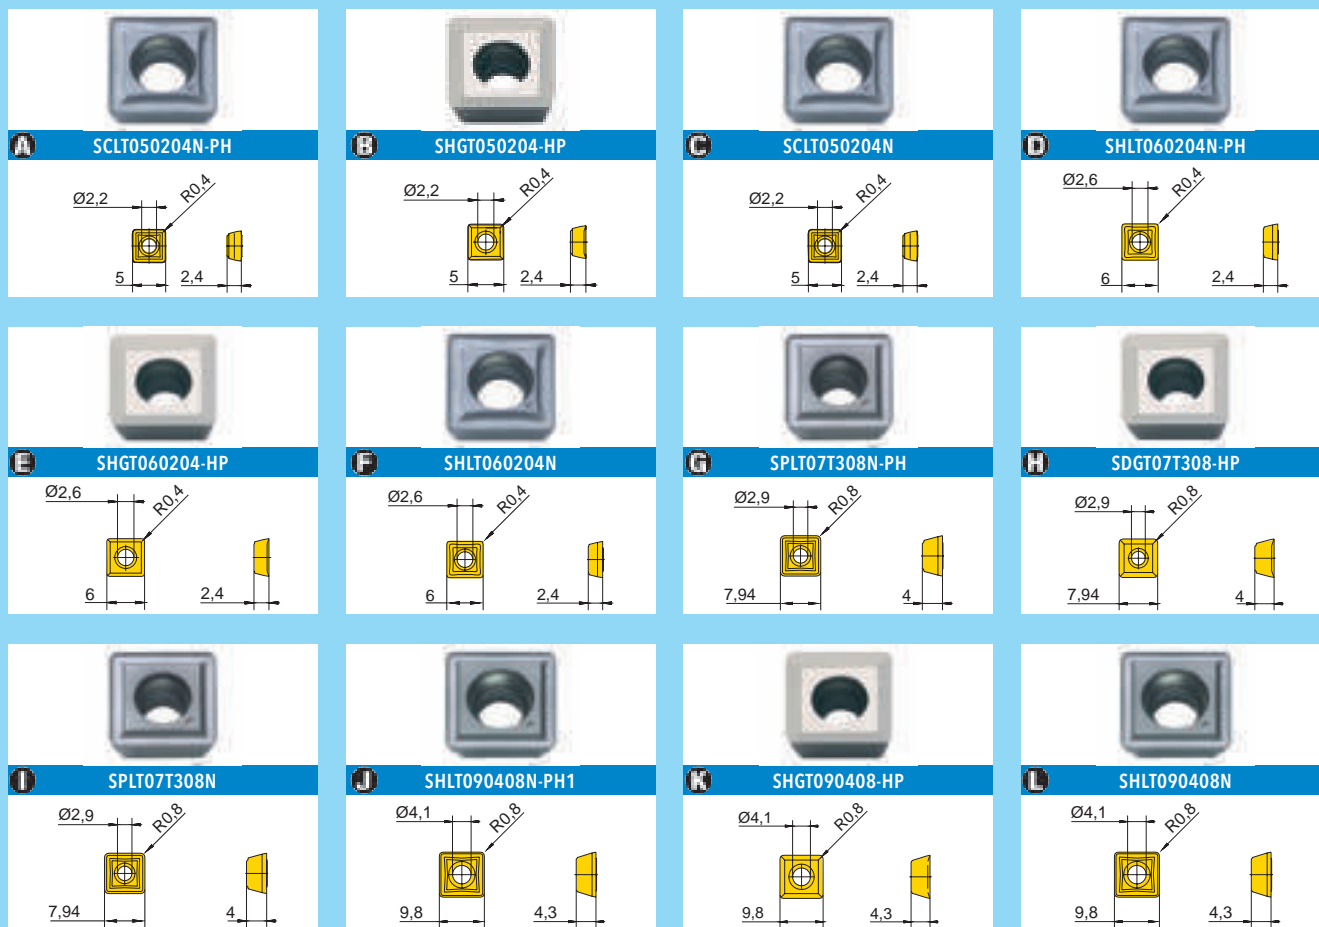 A SCLT050204N-PH
Ø2,2 R0,4
5 2,4
B SHGT050204-HP
Ø2,2 R0,4
5 2,4
C SCLT050204N
Ø2,2 R0,4
5 2,4
D SHLT060204N-PH
Ø2,6 R0,4
6 2,4
E SHGT060204-HP
Ø2,6 R0,4
6 2,4
F SHLT060204N
Ø2,6 R0,4
6 2,4
G SPLT07T308N-PH
Ø2,9 R0,8
7,94 4
H SDGT07T308-HP
Ø2,9 R0,8
7,94 4
I SPLT07T308N
Ø2,9 R0,8
7,94 4
J SHLT090408N-PH1
Ø4,1 R0,8
9,8 4,3
K SHGT090408-HP
Ø4,1 R0,8
9,8 4,3
L SHLT090408N
Ø4,1 R0,8
9,8 4,3